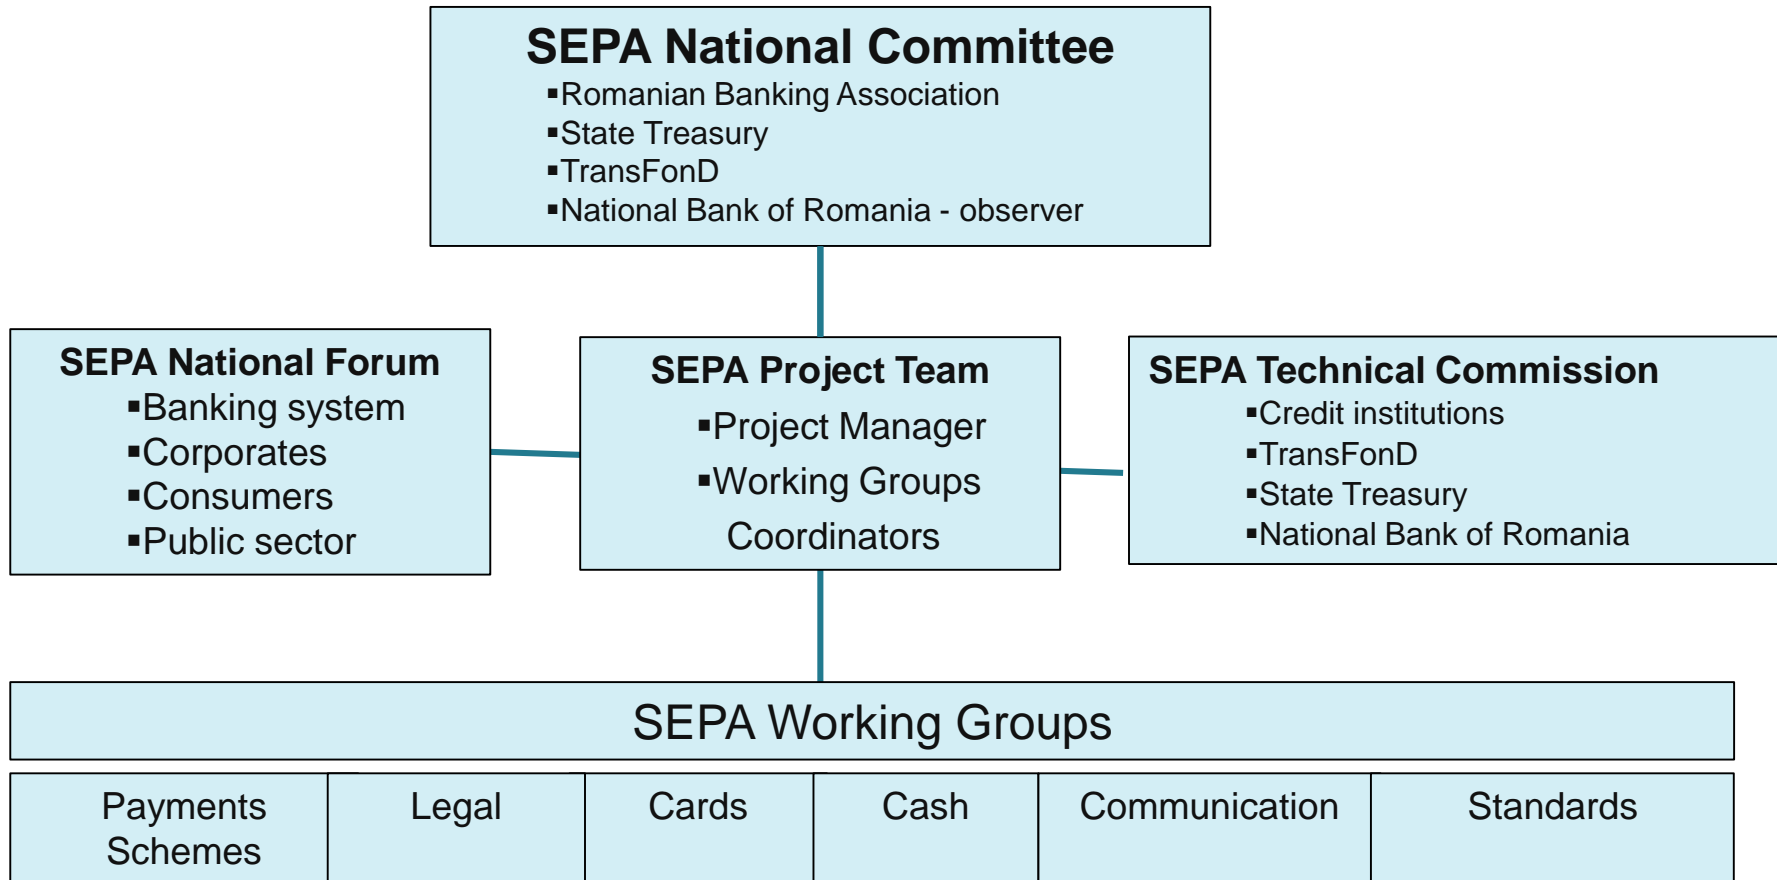 SEPA National Committee
▪Romanian Banking Association
▪State Treasury
▪TransFonD
▪National Bank of Romania - observer
SEPA National Forum
▪Banking system
▪Corporates
▪Consumers
▪Public sector
SEPA Project Team
▪Project Manager
▪Working Groups
Coordinators
SEPA Technical Commission
▪Credit institutions
▪TransFonD
▪State Treasury
▪National Bank of Romania
SEPA Working Groups
Payments
Schemes
Legal
Cards
Cash
Communication
Standards